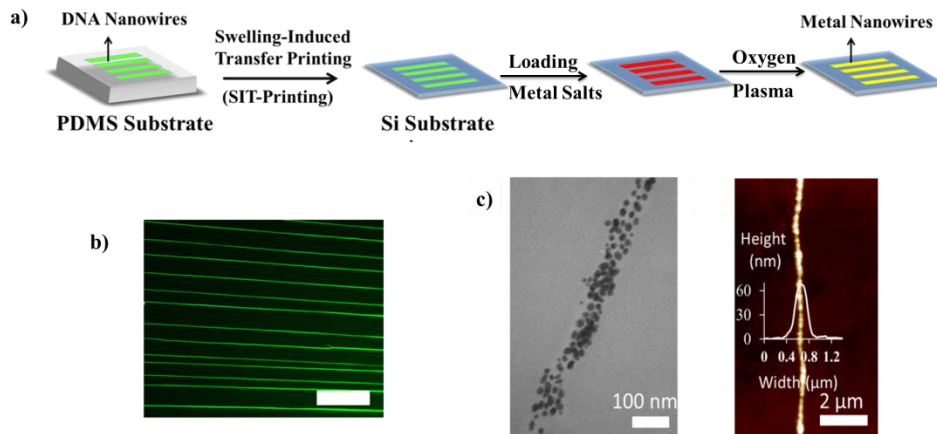 a)
DNA Nanowires
Swelling-Induced
Transfer Printing
(SIT-Printing)
PDMS Substrate
Si Substrate
Loading
Metal Salts
Oxygen
Plasma
Metal Nanowires
b)
c)
100 nm
Height
(nm)
60
30
0
0 0.4 0.8 1.2
Width(μm)
2 μm